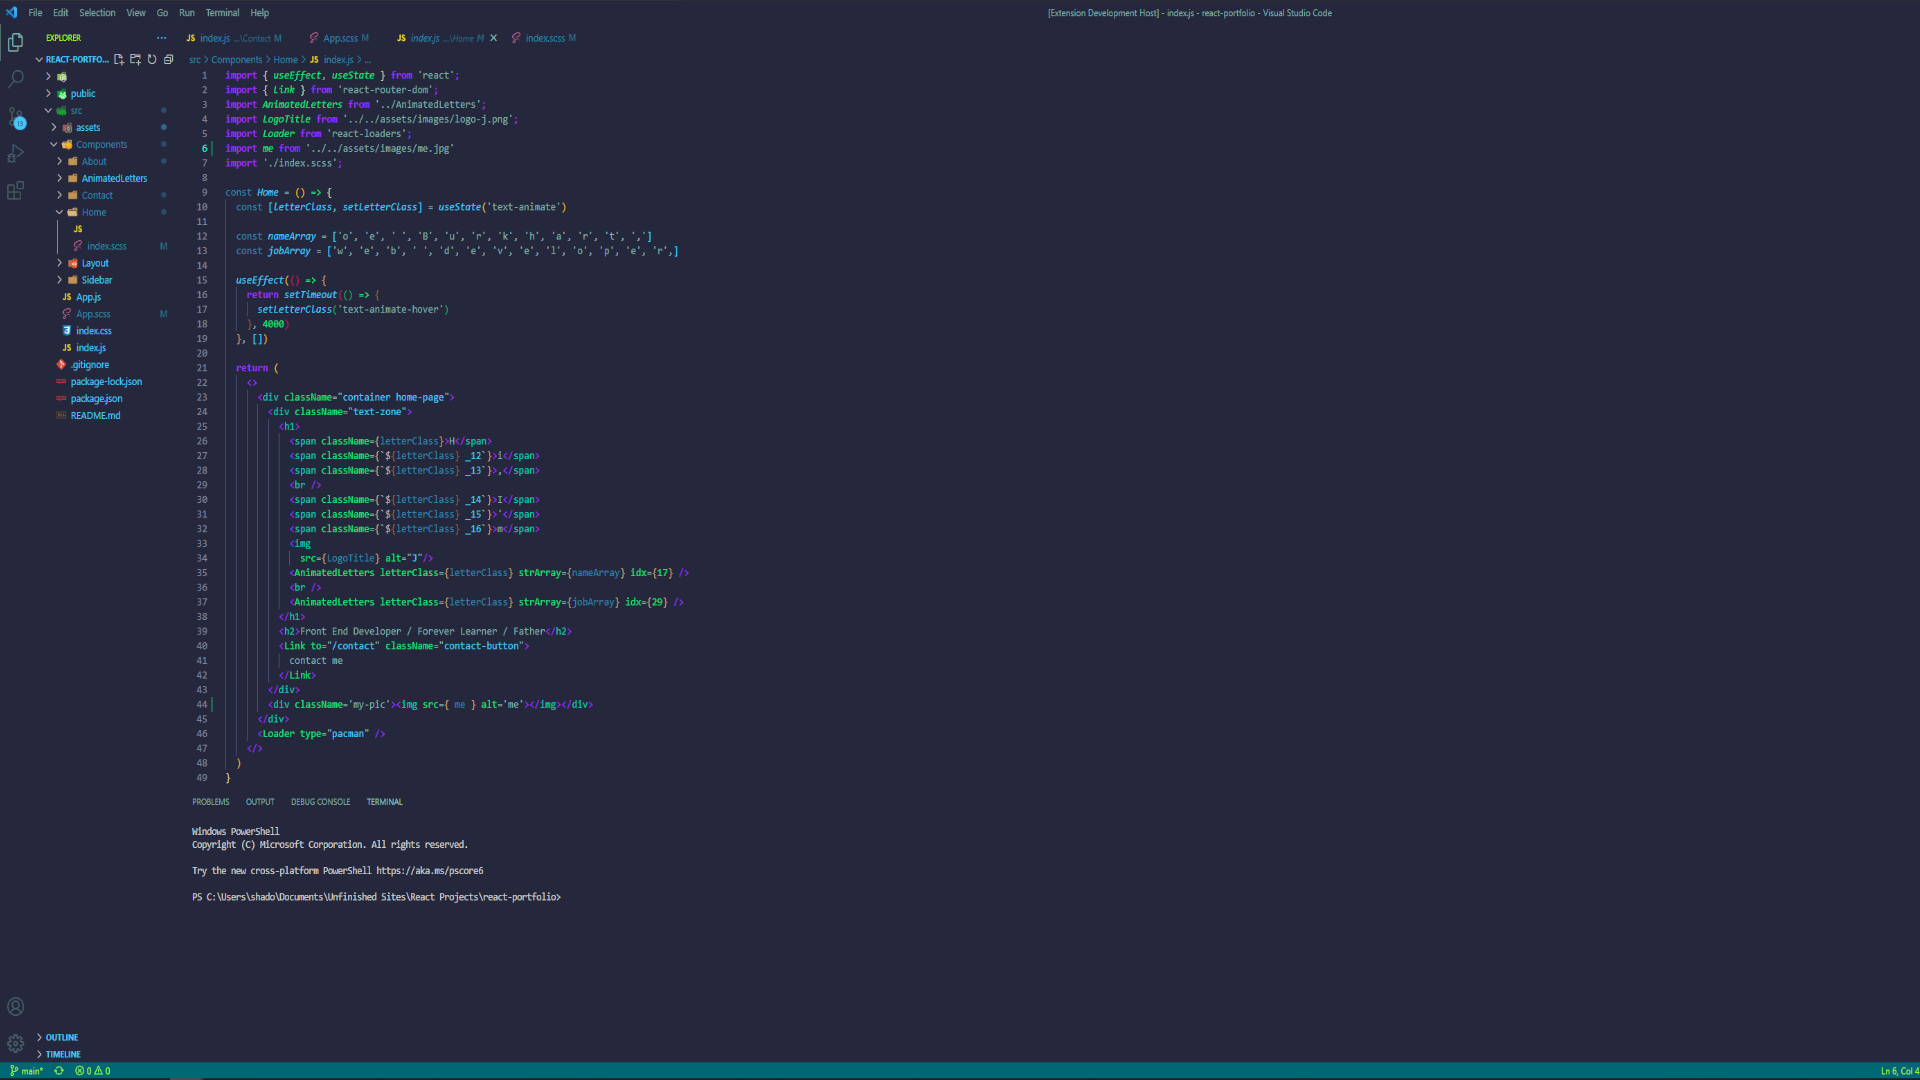 File Edit Selection View Go Run Terminal Help
[Extension Development Host] - index.js - react-portfolio - Visual Studio Code
EXPLORER
REACT-PORTFO...
public
src
assets
Components
About
AnimatedLetters
Contact
Home
JS
index.scss M
Layout
Sidebar
JS App.js
App.scss M
index.css
JS index.js
.gitignore
package-lock.json
package.json
README.md
OUTLINE
TIMELINE
JS index.js ...\Contact M App.scss M JS index.js ...\Home M index.scss M
src > Components > Home > JS index.js > ...
1 import { useEffect, useState } from 'react';
2 import { Link } from 'react-router-dom';
3 import AnimatedLetters from '../AnimatedLetters';
4 import LogoTitle from '../../assets/images/logo-j.png';
5 import Loader from 'react-loaders';
6 import me from '../../assets/images/me.jpg'
7 import './index.scss';
8
9 const Home = () => {
10 const [letterClass, setLetterClass] = useState('text-animate')
11
12 const nameArray = ['o', 'e', ' ', 'B', 'u', 'r', 'k', 'h', 'a', 'r', 't', ',']
13 const jobArray = ['w', 'e', 'b', ' ', 'd', 'e', 'v', 'e', 'l', 'o', 'p', 'e', 'r',]
14
15 useEffect(() => {
16 return setTimeout(() => {
17 setLetterClass('text-animate-hover')
18 }, 4000)
19 }, [])
20
21 return (
22 <>
23 <div className="container home-page">
24 <div className="text-zone">
25 <h1>
26 <span className={letterClass}>H</span>
27 <span className={`${letterClass} _12`}>i</span>
28 <span className={`${letterClass} _13`}>,</span>
29 <br />
30 <span className={`${letterClass} _14`}>I</span>
31 <span className={`${letterClass} _15`}>'</span>
32 <span className={`${letterClass} _16`}>m</span>
33 <img
34 src={LogoTitle} alt="J"/>
35 <AnimatedLetters letterClass={letterClass} strArray={nameArray} idx={17} />
36 <br />
37 <AnimatedLetters letterClass={letterClass} strArray={jobArray} idx={29} />
38 </h1>
39 <h2>Front End Developer / Forever Learner / Father</h2>
40 <Link to="/contact" className="contact-button">
41 contact me
42 </Link>
43 </div>
44 <div className='my-pic'><img src={ me } alt='me'></img></div>
45 </div>
46 <Loader type="pacman" />
47 </>
48 )
49 }
PROBLEMS OUTPUT DEBUG CONSOLE TERMINAL
Windows PowerShell
Copyright (C) Microsoft Corporation. All rights reserved.
Try the new cross-platform PowerShell https://aka.ms/pscore6
PS C:\Users\shado\Documents\Unfinished Sites\React Projects\react-portfolio>
main* 0 0
Ln 6, Col 4